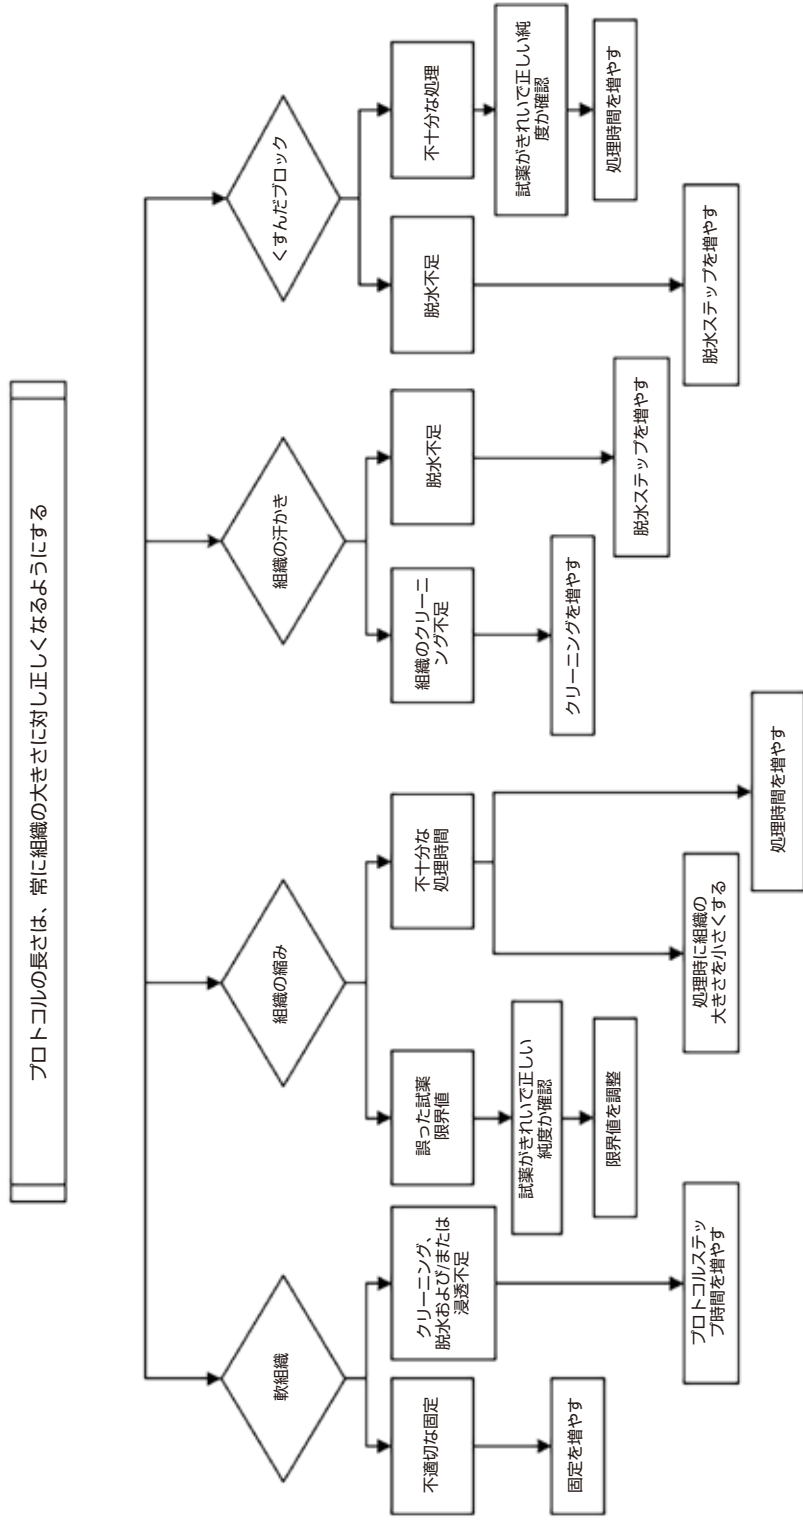 プロトコルの長さは、常に組織の大きさに対し正しくなるようにする
軟組織
組織の縮み
組織の汗かき
くすんだブロック
不適切な固定
クリーニング、
脱水および/または
浸透不足
誤った試薬
限界値
不十分な
処理時間
組織のクリーニ
ング不足
脱水不足
脱水不足
不十分な処理
固定を増やす
プロトコルステッ
プ時間を増やす
試薬がきれいで正しい
純度か確認
限界値を調整
処理時に組織の
大きさを小さくする
処理時間を増やす
クリーニングを増やす
脱水ステップを増やす
脱水ステップを増やす
試薬がきれいで正しい純
度か確認
処理時間を増やす